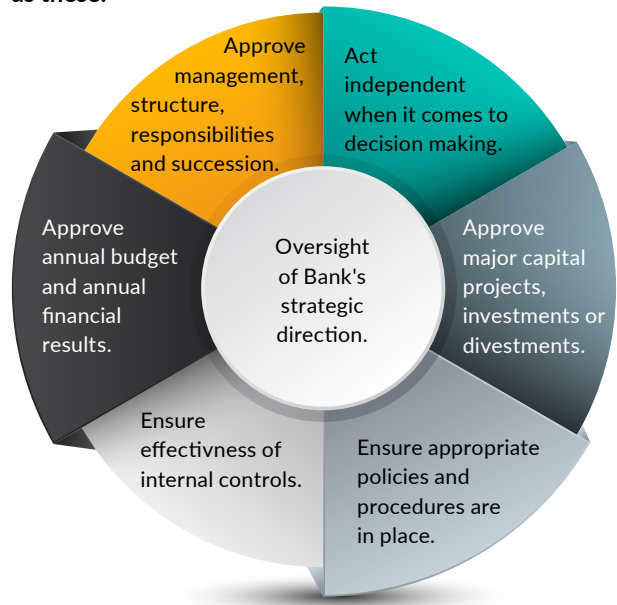 as these:
Approve
management,
structure,
responsibilities
and succession.
Act
independent
when it comes to
decision making.
Approve
major capital
projects,
investments or
divestments.
Ensure appropriate
policies and
procedures are
in place.
Ensure
effectivness of
internal controls.
Approve
annual budget
and annual
financial
results.
Oversight
of Bank's
strategic
direction.